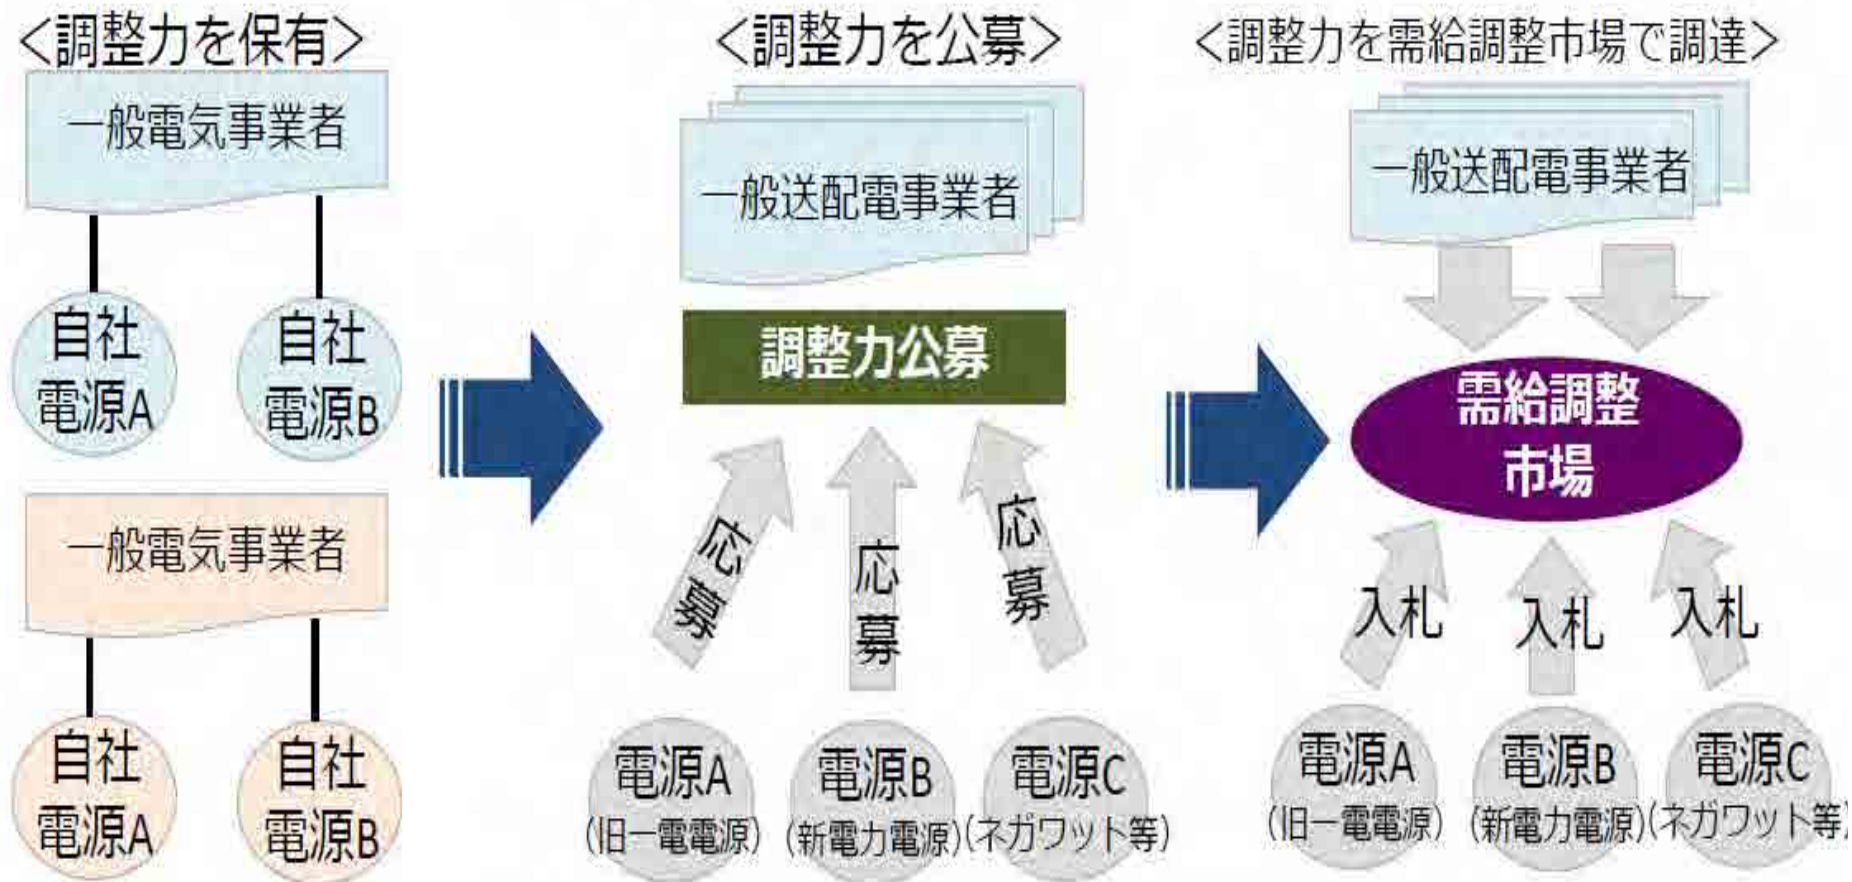 <調整力を保有>
一般電気事業者
自社
電源A
自社
電源B
一般電気事業者
自社
電源A
自社
電源B
<調整力を公募>
一般送配電事業者
調整力公募
応募
応募
応募
電源A
(旧一電電源)
電源B
(新電力電源)
電源C
(ネガワット等)
<調整力を需給調整市場で調達>
一般送配電事業者
需給調整
市場
入札
入札
入札
電源A
(旧一電電源)
電源B
(新電力電源)
電源C
(ネガワット等)